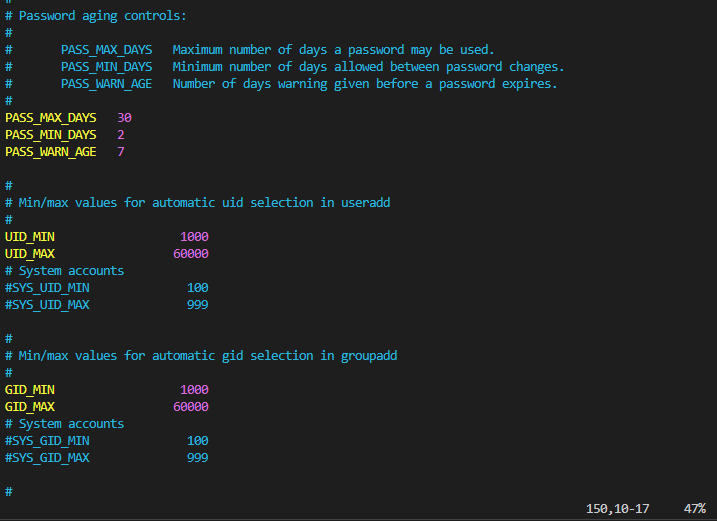 #
# Password aging controls:
#
#       PASS_MAX_DAYS   Maximum number of days a password may be used.
#       PASS_MIN_DAYS   Minimum number of days allowed between password changes.
#       PASS_WARN_AGE   Number of days warning given before a password expires.
#
PASS_MAX_DAYS   30
PASS_MIN_DAYS   2
PASS_WARN_AGE   7

#
# Min/max values for automatic uid selection in useradd
#
UID_MIN                  1000
UID_MAX                 60000
# System accounts
#SYS_UID_MIN              100
#SYS_UID_MAX              999

#
# Min/max values for automatic gid selection in groupadd
#
GID_MIN                  1000
GID_MAX                 60000
# System accounts
#SYS_GID_MIN              100
#SYS_GID_MAX              999

#
150,10-17     47%